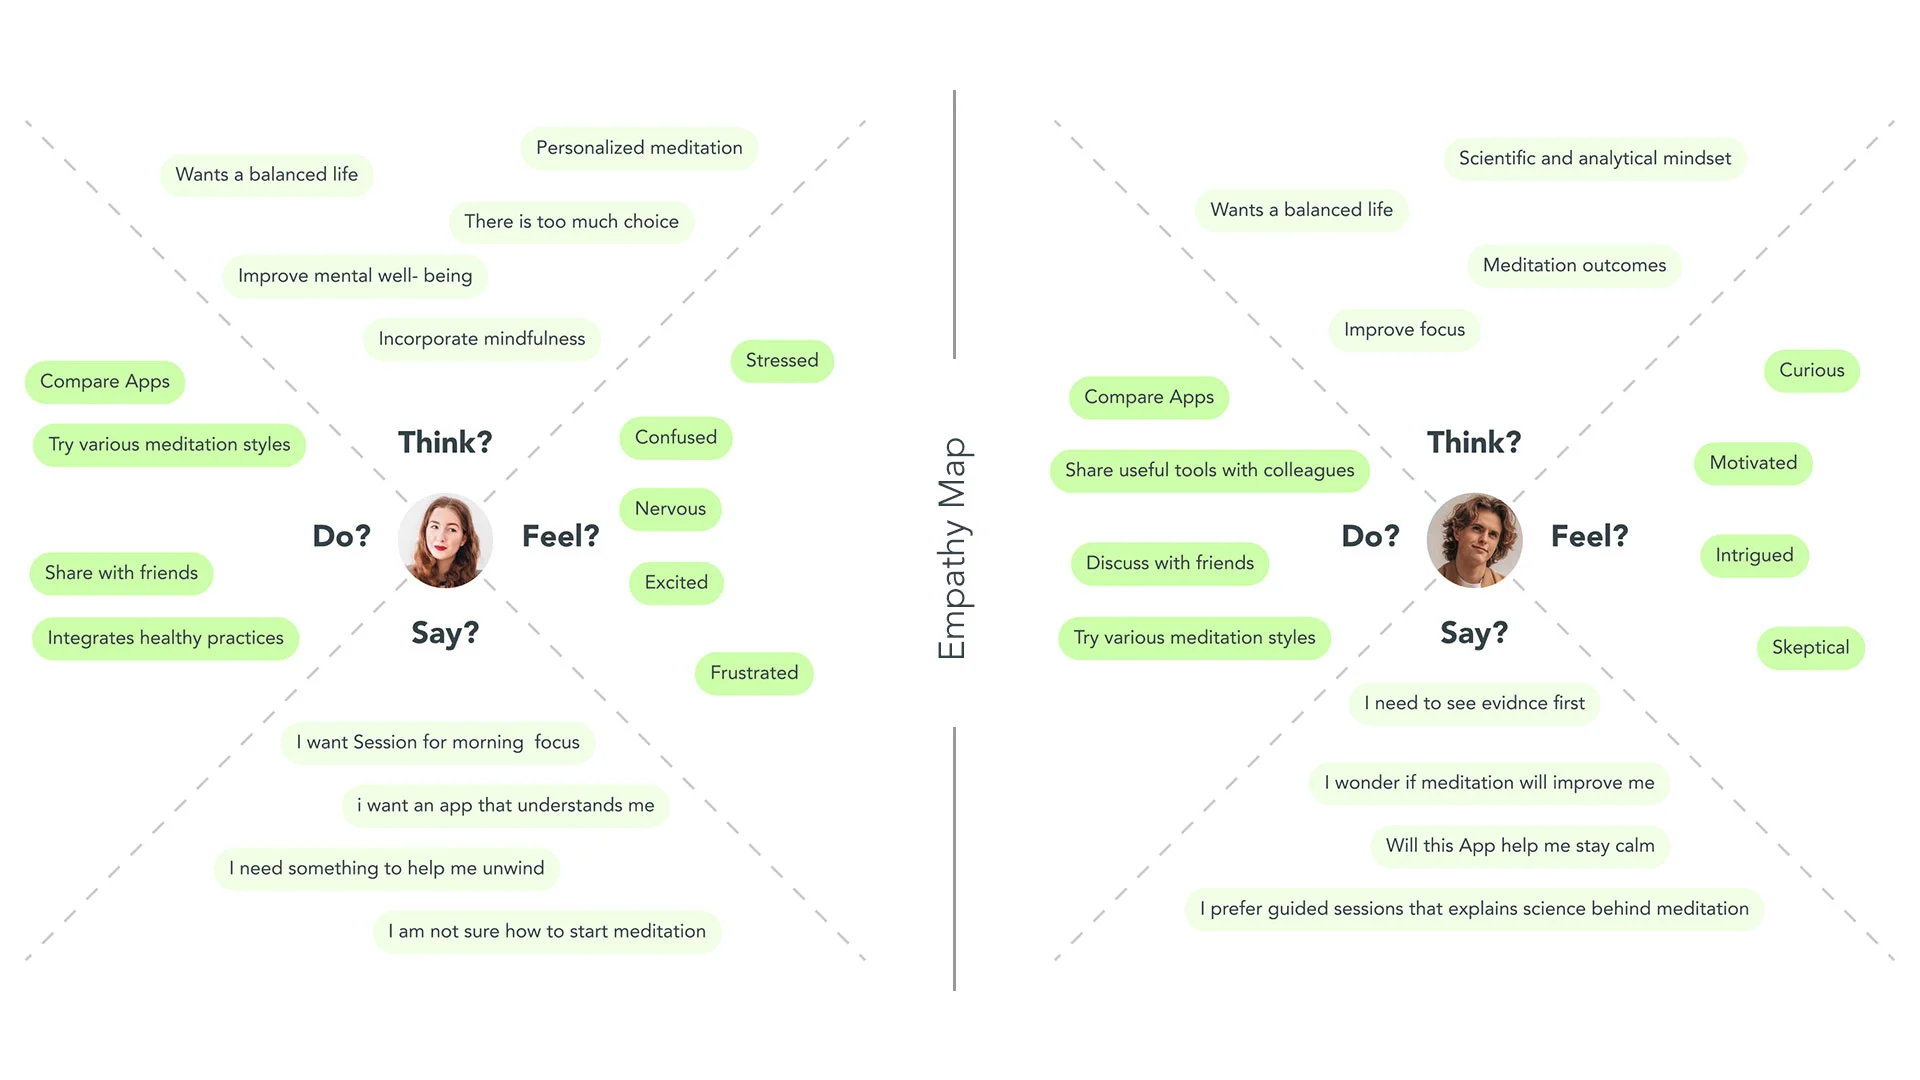 Personalized meditation
Wants a balanced life
There is too much choice
Improve mental well- being
Incorporate mindfulness
Think?
Compare Apps
Try various meditation styles
Do?
Share with friends
Integrates healthy practices
Feel?
Stressed
Confused
Nervous
Excited
Frustrated
Say?
I want Session for morning  focus
i want an app that understands me
I need something to help me unwind
I am not sure how to start meditation
Empathy Map
Scientific and analytical mindset
Wants a balanced life
Meditation outcomes
Improve focus
Think?
Compare Apps
Share useful tools with colleagues
Do?
Discuss with friends
Try various meditation styles
Feel?
Curious
Motivated
Intrigued
Skeptical
Say?
I need to see evidnce first
I wonder if meditation will improve me
Will this App help me stay calm
I prefer guided sessions that explains science behind meditation